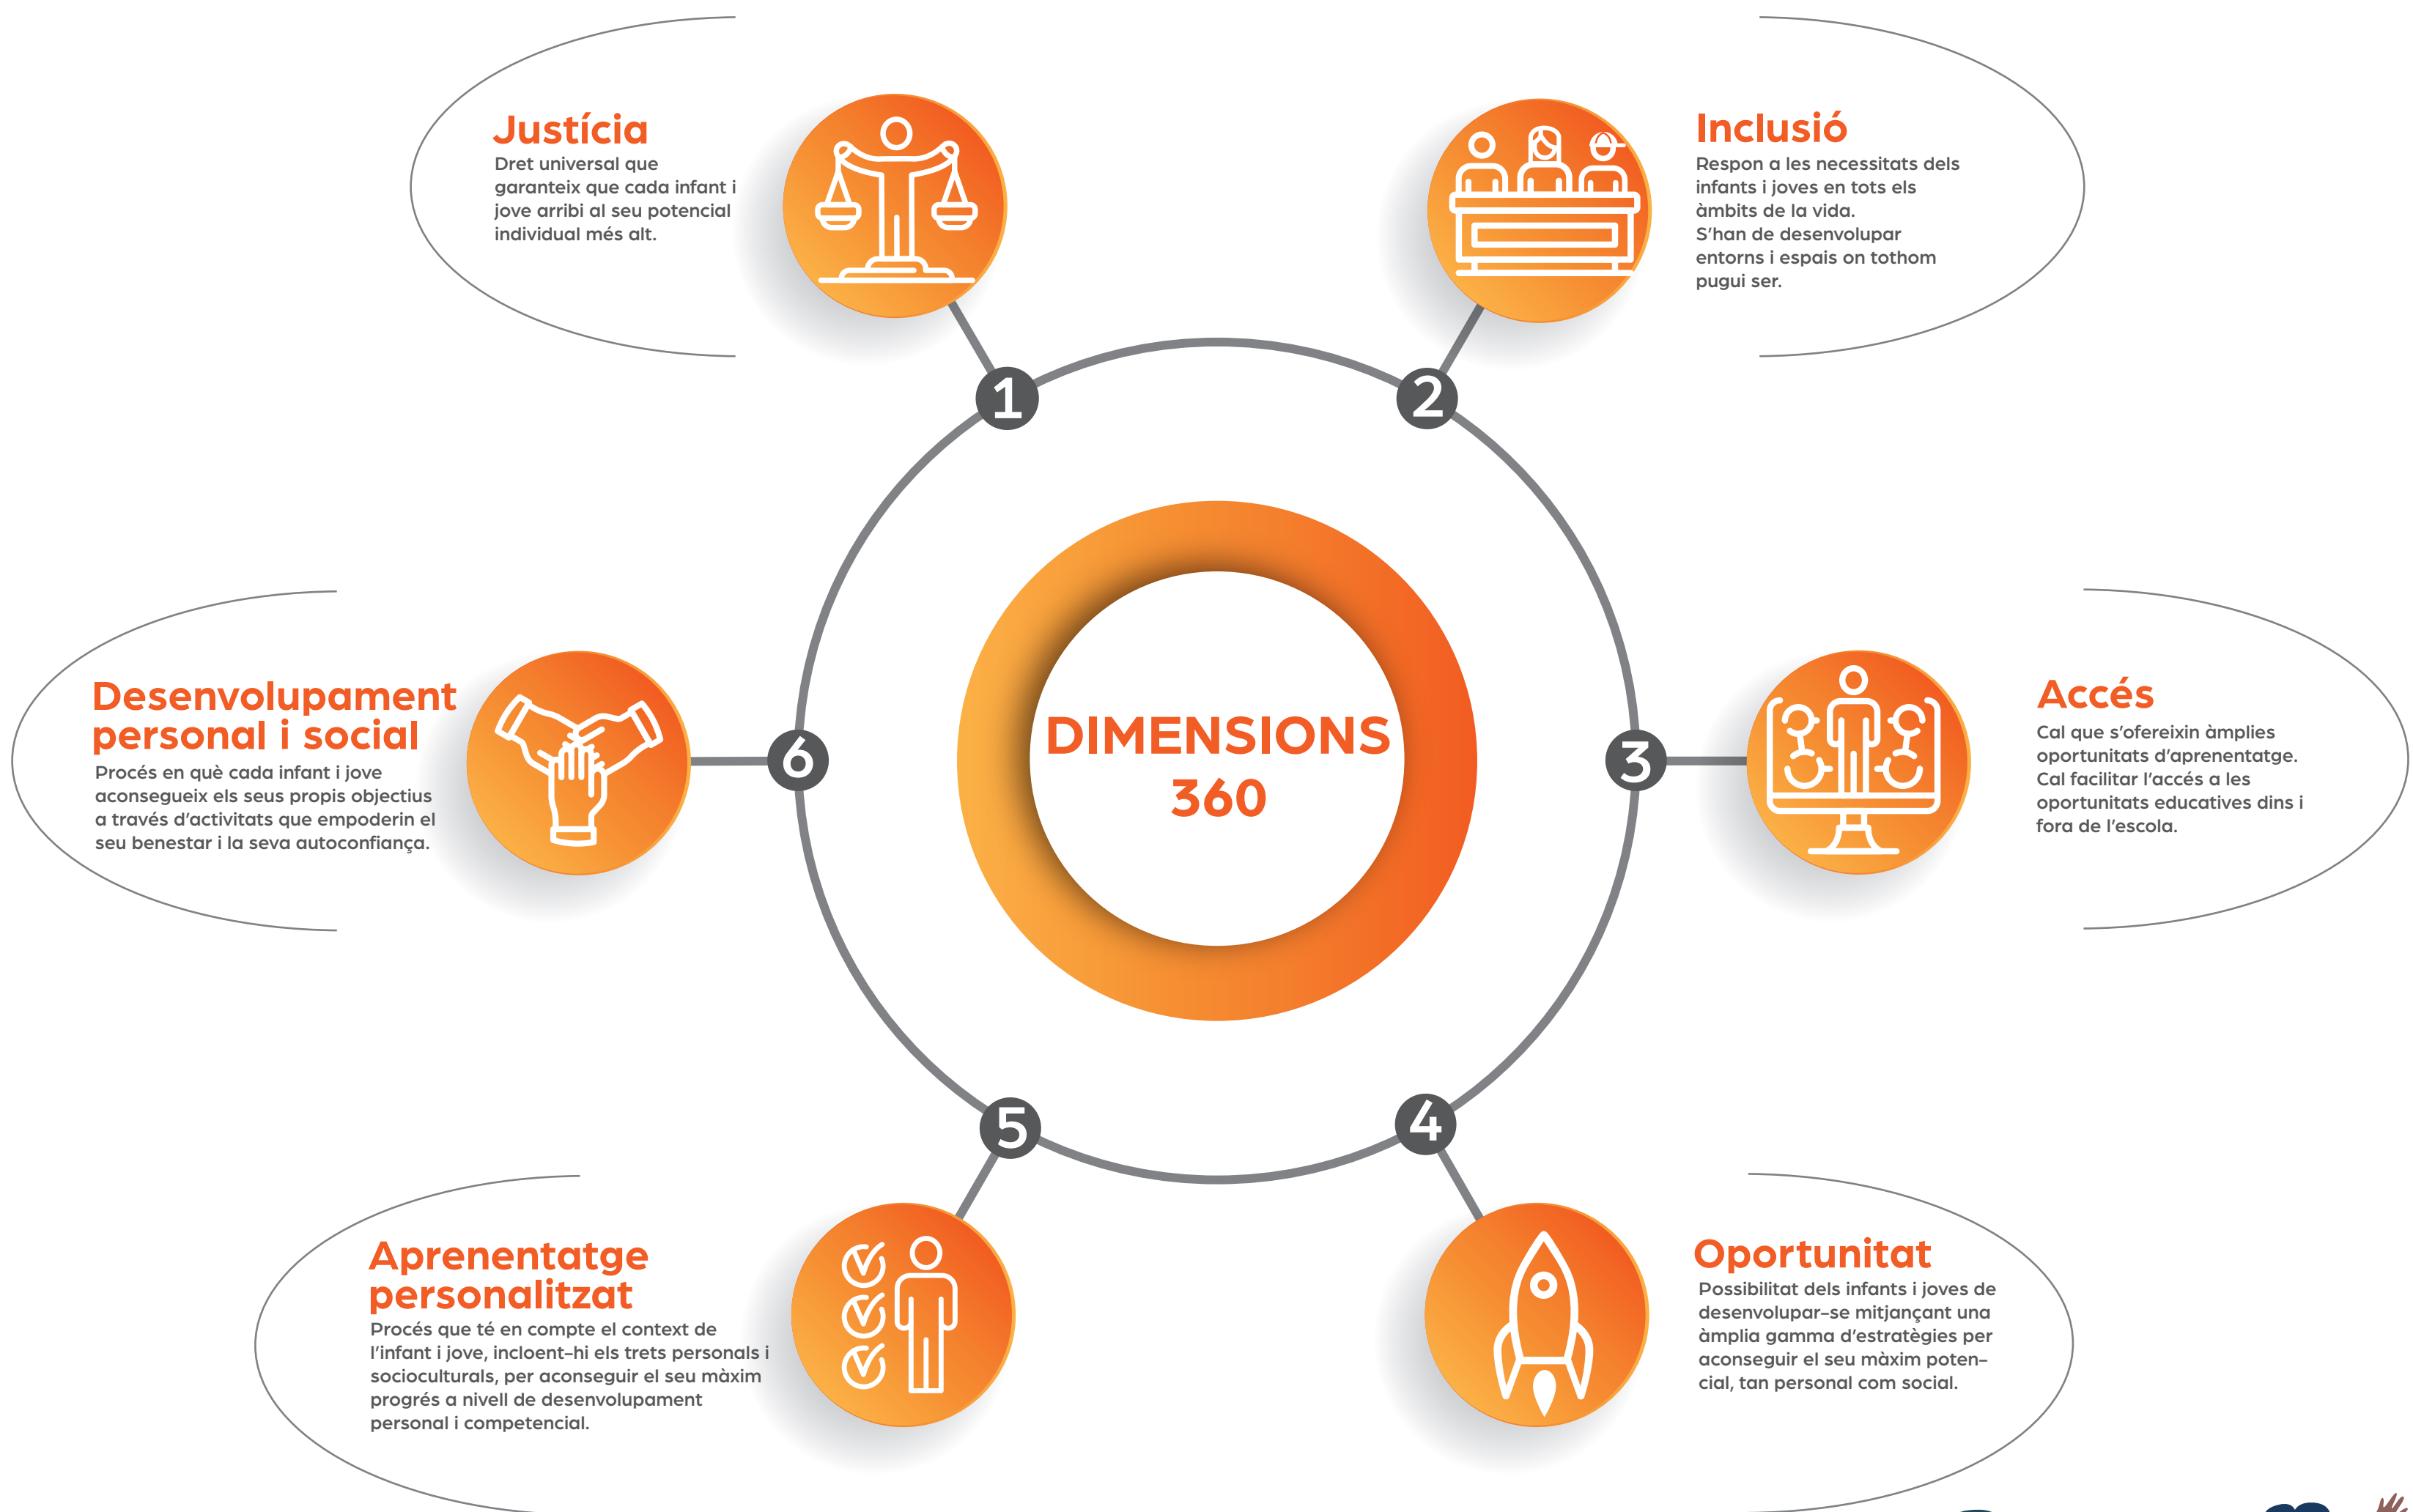 Justícia
Dret universal que
garanteix que cada infant i
jove arribi al seu potencial
individual més alt.
1
Inclusió
Respon a les necessitats dels
infants i joves en tots els
àmbits de la vida.
S'han de desenvolupar
entorns i espais on tothom
pugui ser.
2
DIMENSIONS
360
Accés
Cal que s'ofereixin àmplies
oportunitats d'aprenentatge.
Cal facilitar l'accés a les
oportunitats educatives dins i
fora de l'escola.
3
Oportunitat
Possibilitat dels infants i joves de
desenvolupar-se mitjançant una
àmplia gamma d'estratègies per
aconseguir el seu màxim poten-
cial, tan personal com social.
4
Aprenentatge
personalitzat
Procés que té en compte el context de
l'infant i jove, incloent-hi els trets personals i
socioculturals, per aconseguir el seu màxim
progrés a nivell de desenvolupament
personal i competencial.
5
Desenvolupament
personal i social
Procés en què cada infant i jove
aconsegueix els seus propis objectius
a través d'activitats que empoderin el
seu benestar i la seva autoconfiança.
6